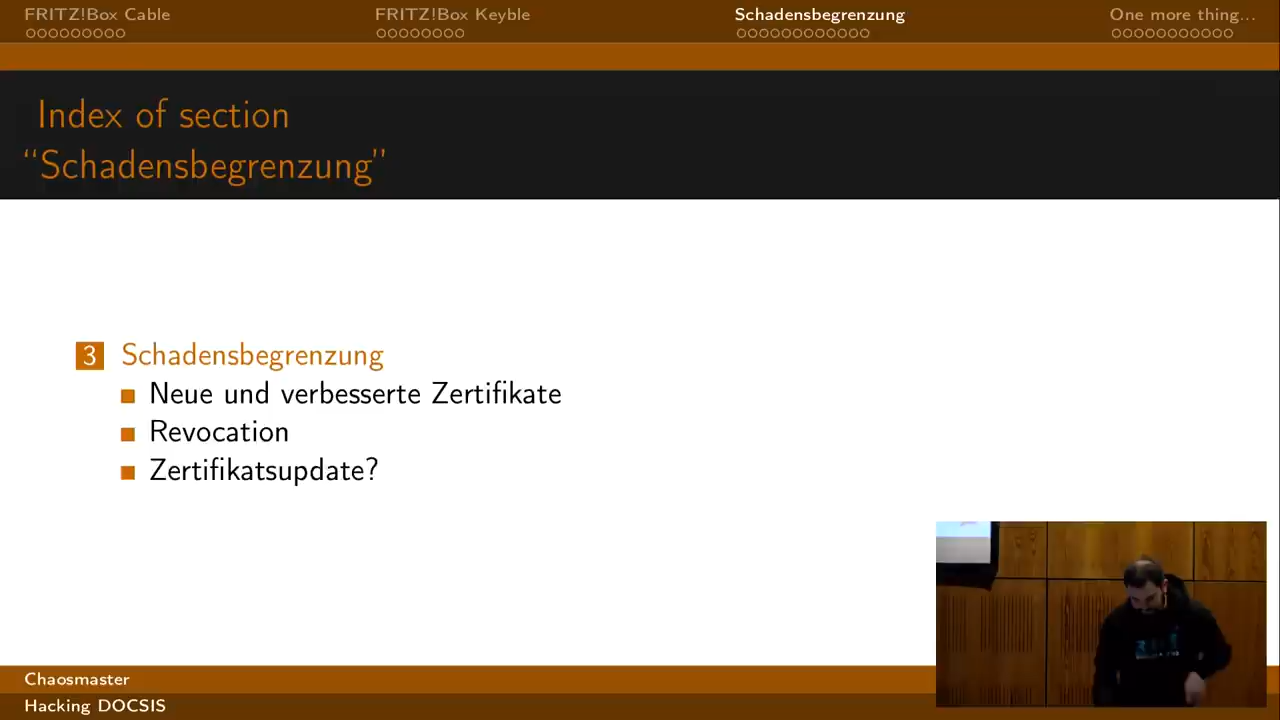 FRITZ!Box Cable
FRITZ!Box Keyble
Schadensbegrenzung
One more thing...
Index of section
“Schadensbegrenzung”
3 Schadensbegrenzung
Neue und verbesserte Zertifikate
Revocation
Zertifikatsupdate?
Chaosmaster
Hacking DOCSIS